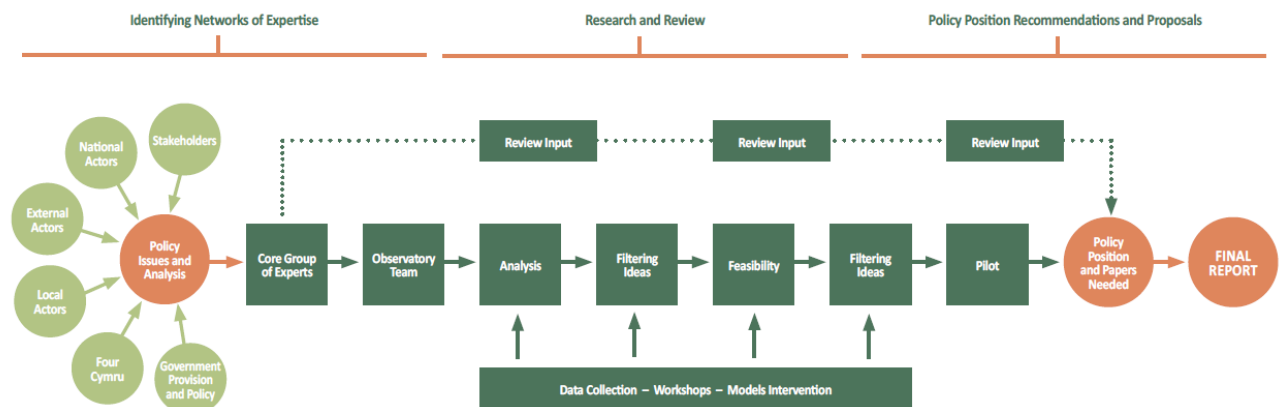 Identifying Networks of Expertise
Research and Review
Policy Position Recommendations and Proposals
Stakeholders
National
Actors
External
Actors
Local
Actors
Four
Cymru
Government
Provision
and Policy
Policy
Issues and
Analysis
Review Input
Review Input
Review Input
Core Group
of Experts
Observatory
Team
Analysis
Filtering
Ideas
Feasibility
Filtering
Ideas
Pilot
Policy
Position
and Papers
Needed
FINAL
REPORT
Data Collection – Workshops – Models Intervention